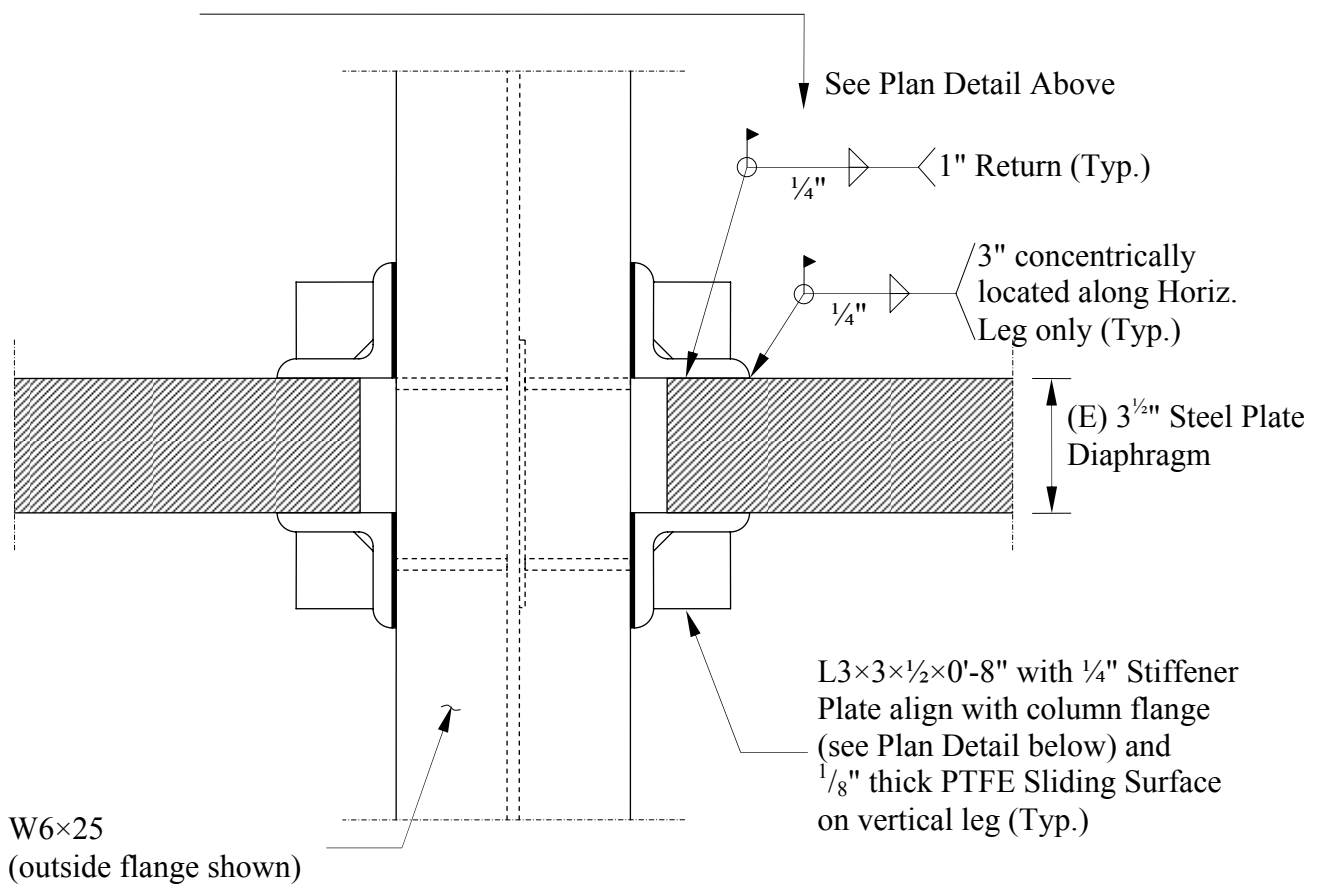 See Plan Detail Above
1" Return (Typ.)
¼"
3" concentrically
located along Horiz.
Leg only (Typ.)
¼"
(E) 3½" Steel Plate
Diaphragm
L3×3×½×0'-8" with ¼" Stiffener
Plate align with column flange
(see Plan Detail below) and
1/8" thick PTFE Sliding Surface
on vertical leg (Typ.)
W6×25
(outside flange shown)